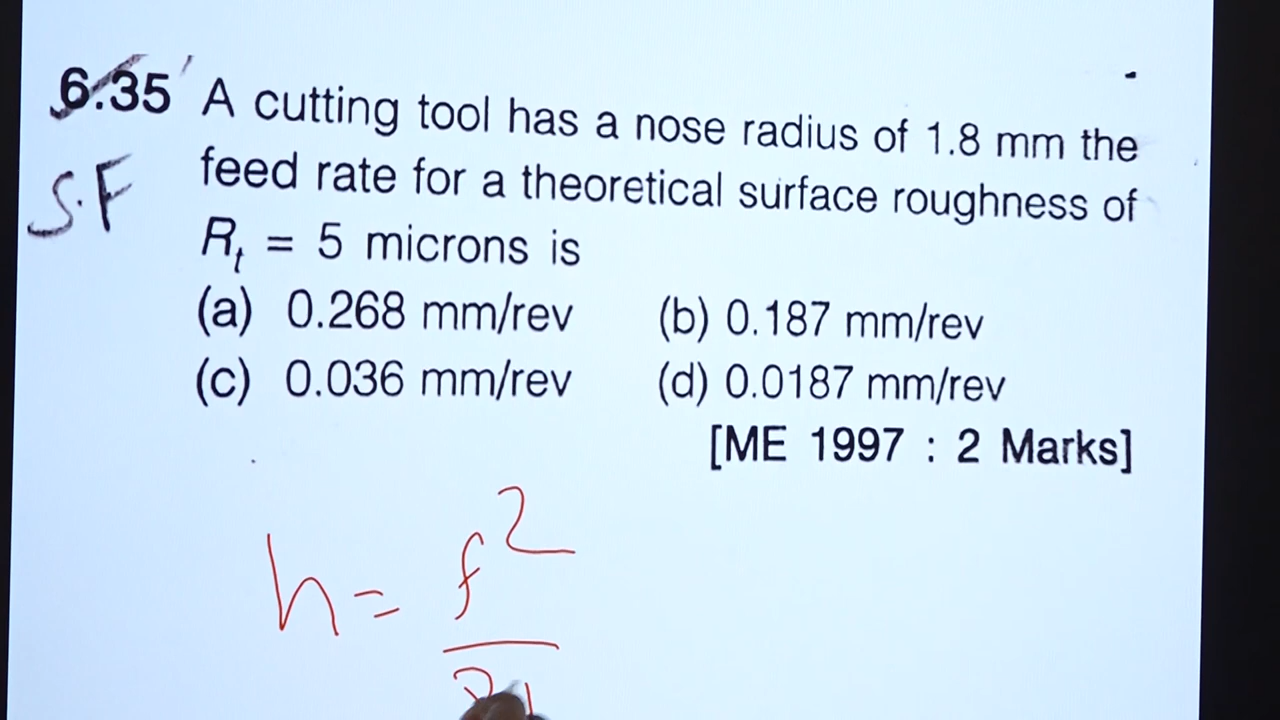 6.35 A cutting tool has a nose radius of 1.8 mm the
S.F
feed rate for a theoretical surface roughness of
Rt = 5 microns is
(a) 0.268 mm/rev (b) 0.187 mm/rev
(c) 0.036 mm/rev (d) 0.0187 mm/rev
[ME 1997 : 2 Marks]
h = f²